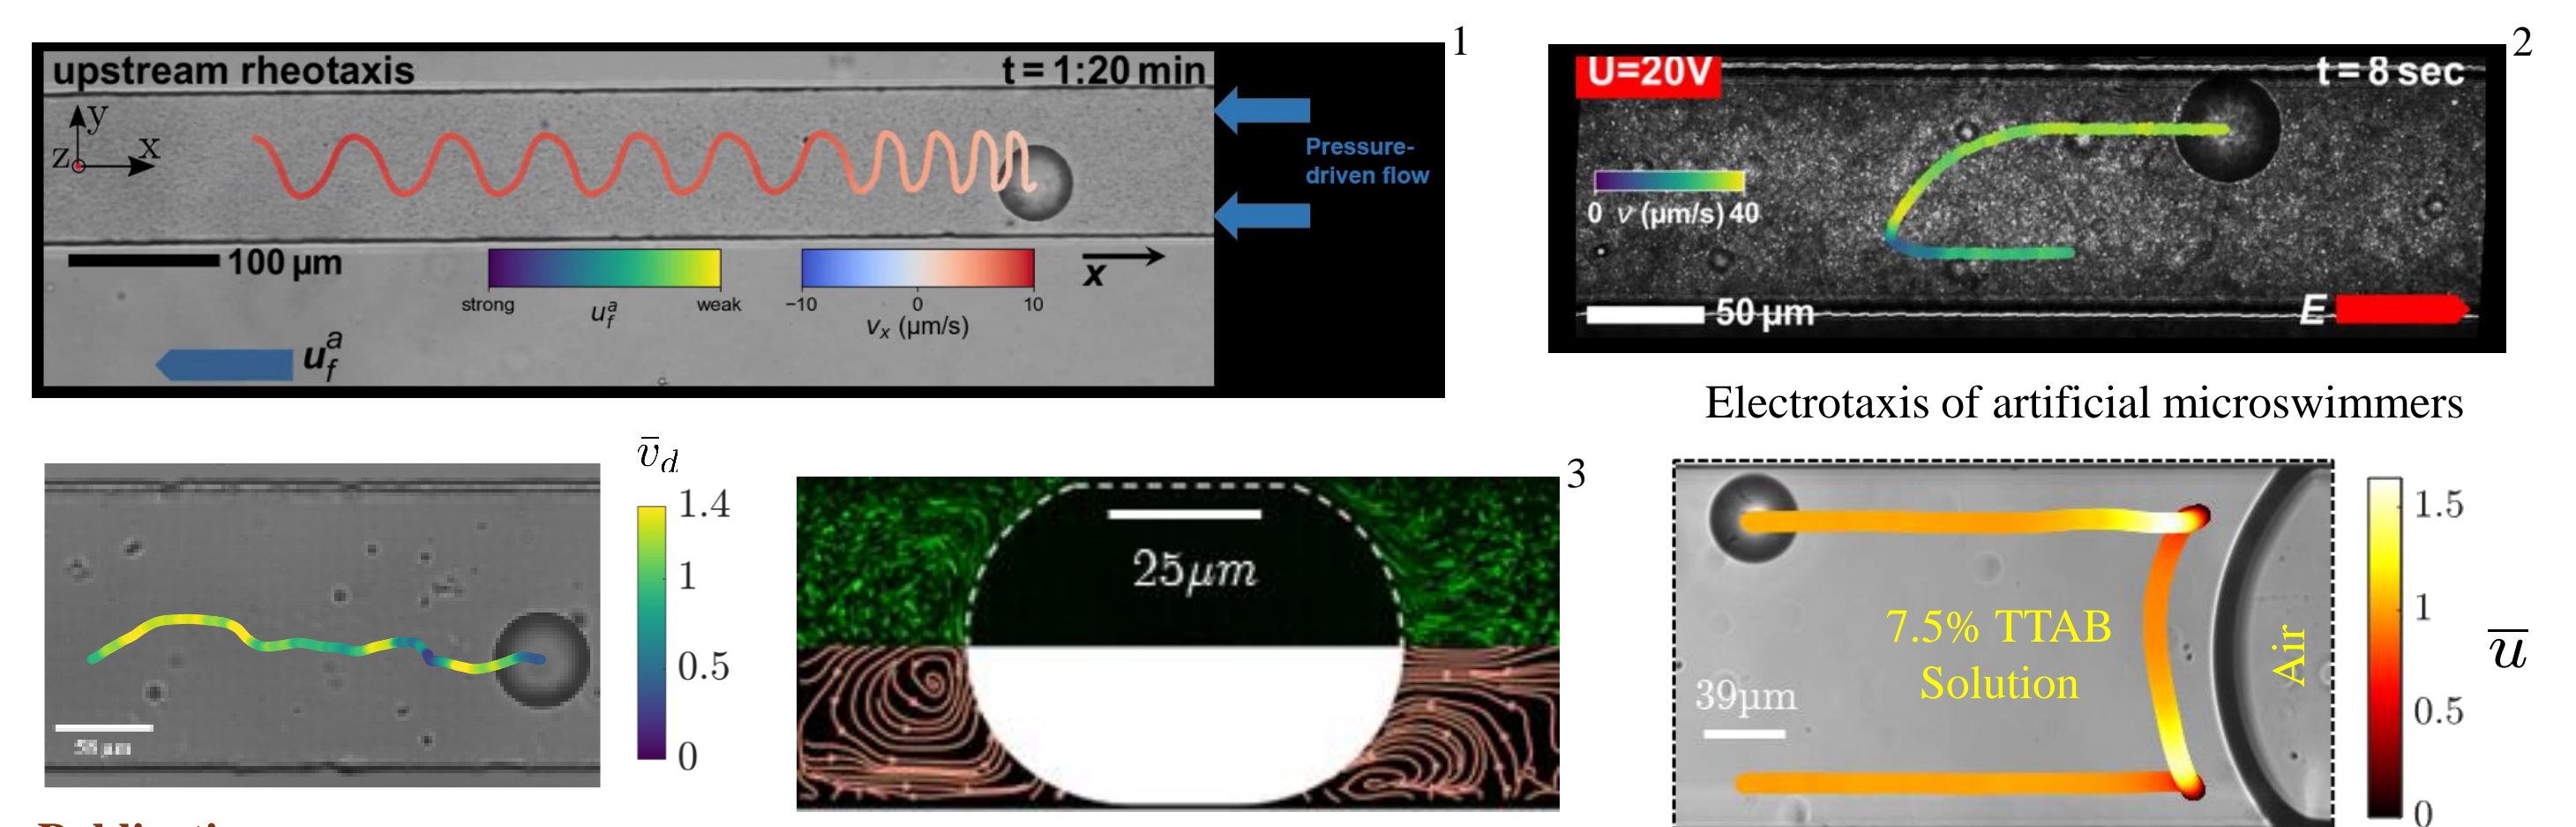 1
upstream rheotaxis
t = 1:20 min
y
z x
Pressure-
driven flow
100 µm
x
strong weak
u_f^a
−10 0 10
v_x (µm/s)
u_f^a
2
U=20V
t = 8 sec
0 v (µm/s) 40
50 µm
E
Electrotaxis of artificial microswimmers
v̄_d
1.4
1
0.5
0
3
25µm
7.5% TTAB
Solution
Air
39µm
1.5
1
0.5
0
u̅